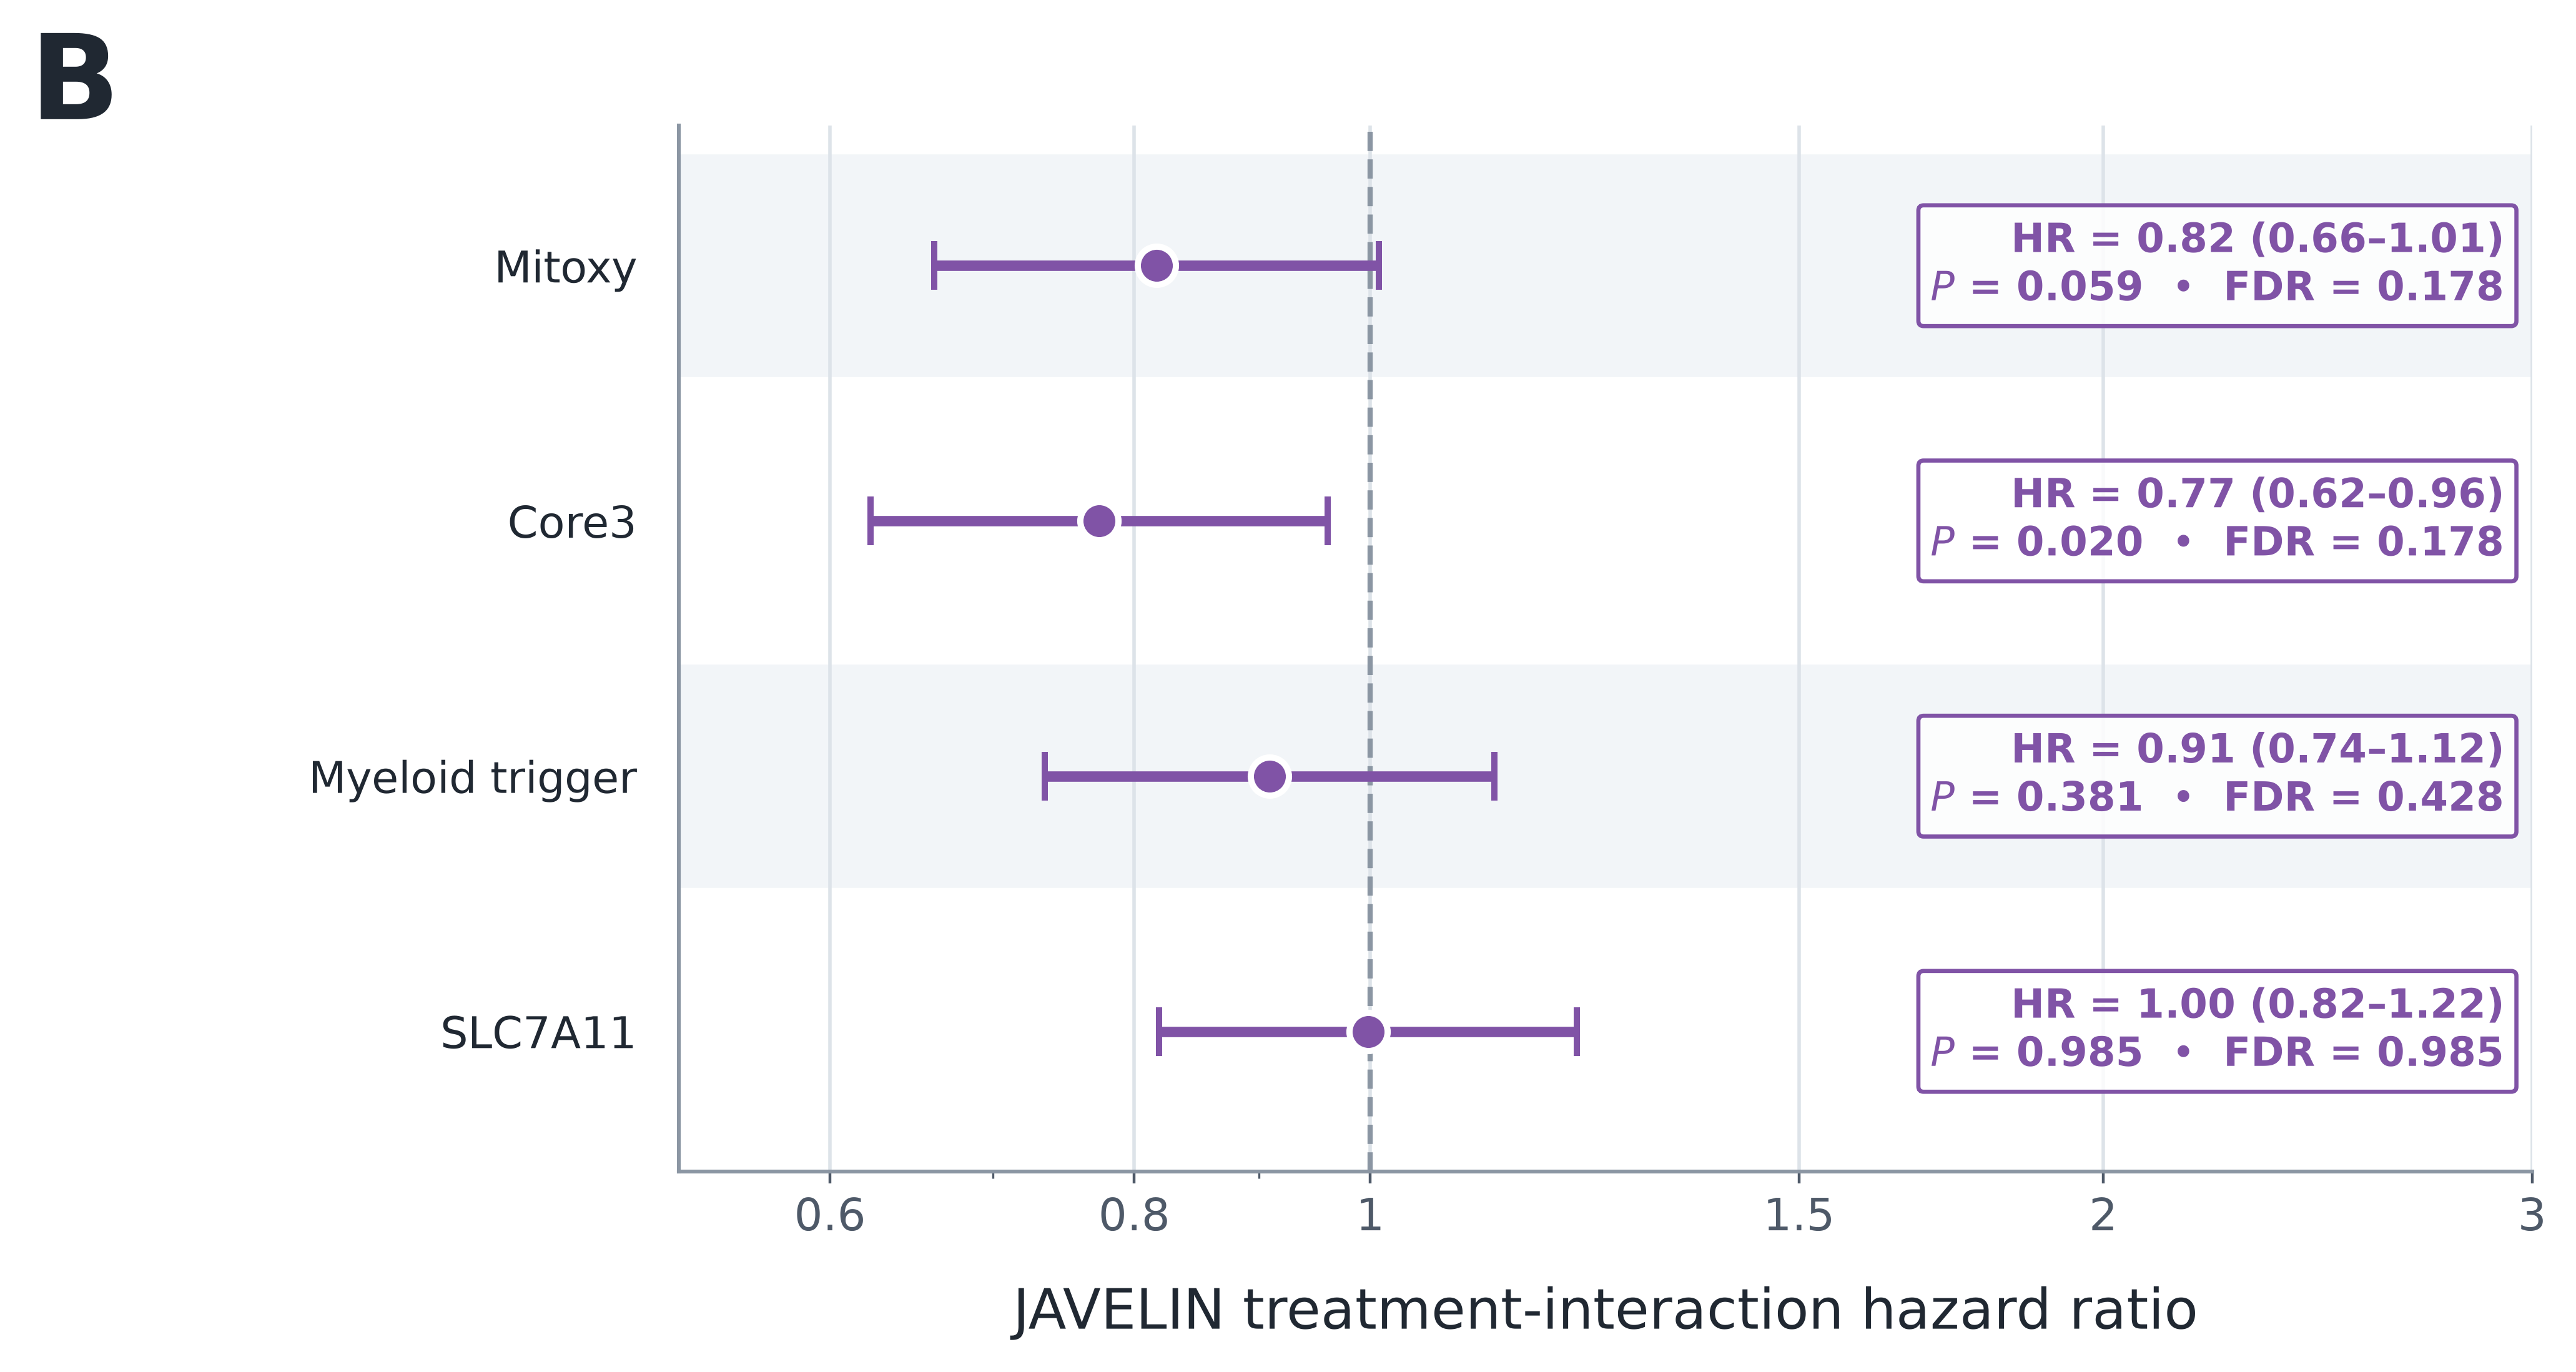 B
Mitoxy
HR = 0.82 (0.66–1.01)
P = 0.059 • FDR = 0.178
Core3
HR = 0.77 (0.62–0.96)
P = 0.020 • FDR = 0.178
Myeloid trigger
HR = 0.91 (0.74–1.12)
P = 0.381 • FDR = 0.428
SLC7A11
HR = 1.00 (0.82–1.22)
P = 0.985 • FDR = 0.985
0.6 0.8 1 1.5 2 3
JAVELIN treatment-interaction hazard ratio